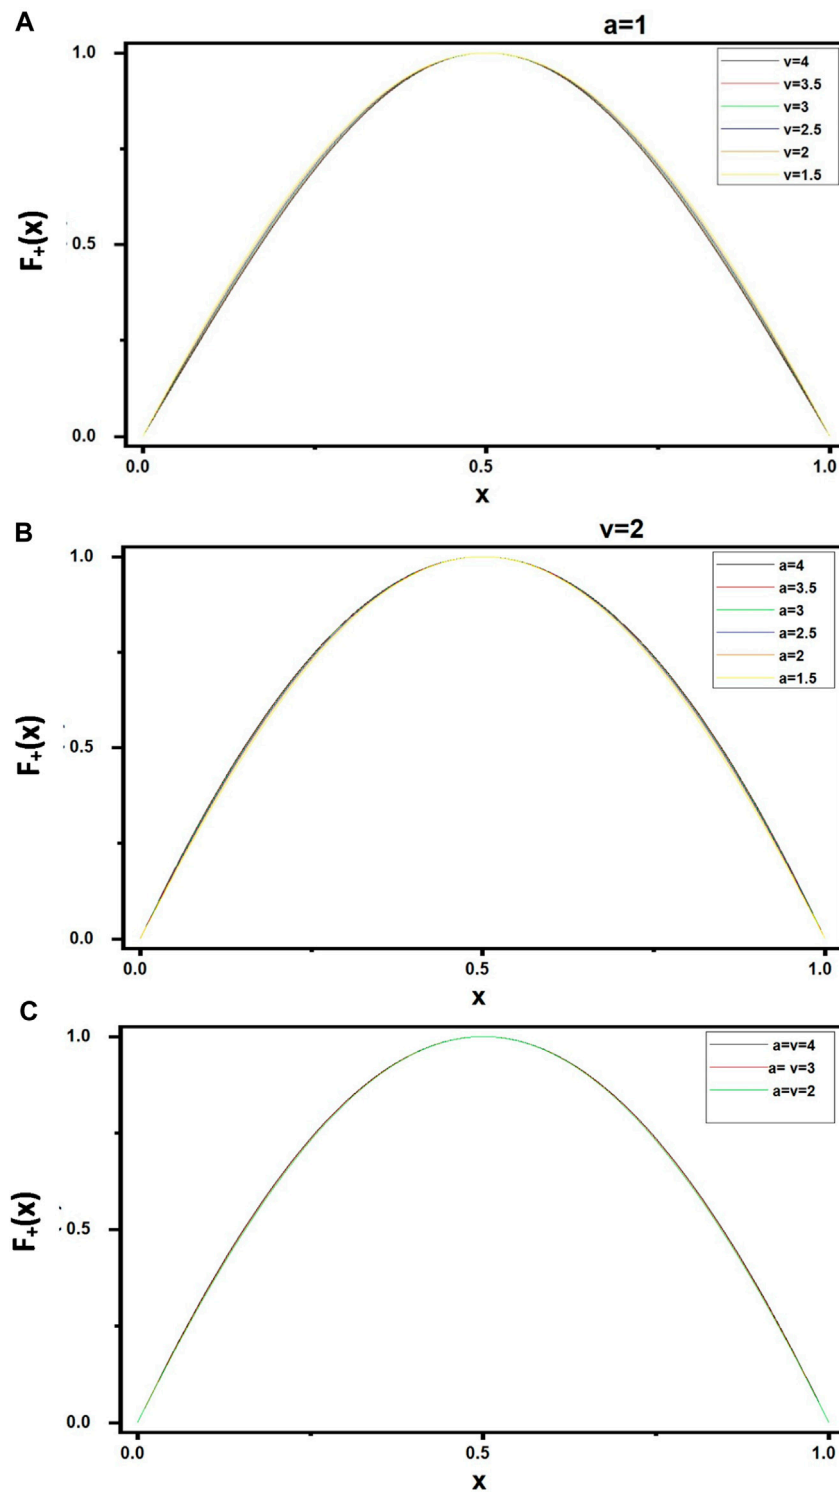 A
a=1
v=4
v=3.5
v=3
v=2.5
v=2
v=1.5
1.0
0.5
0.0
F+(x)
0.0 0.5 1.0
x
B
v=2
a=4
a=3.5
a=3
a=2.5
a=2
a=1.5
1.0
0.5
0.0
F+(x)
0.0 0.5 1.0
x
C
a=v=4
a= v=3
a=v=2
1.0
0.5
0.0
F+(x)
0.0 0.5 1.0
x